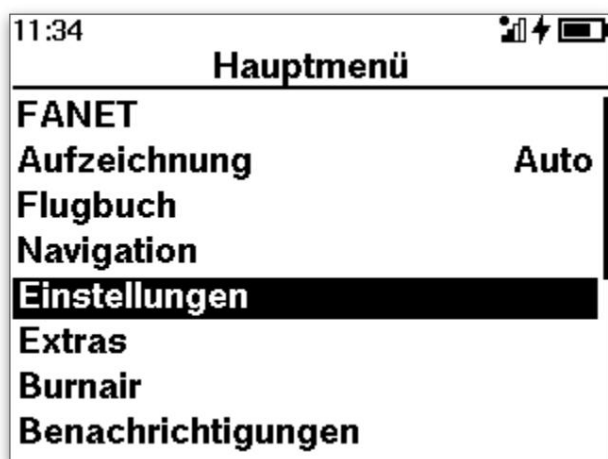 11:34
Hauptmenü
FANET
Aufzeichnung Auto
Flugbuch
Navigation
Einstellungen
Extras
Burnair
Benachrichtigungen